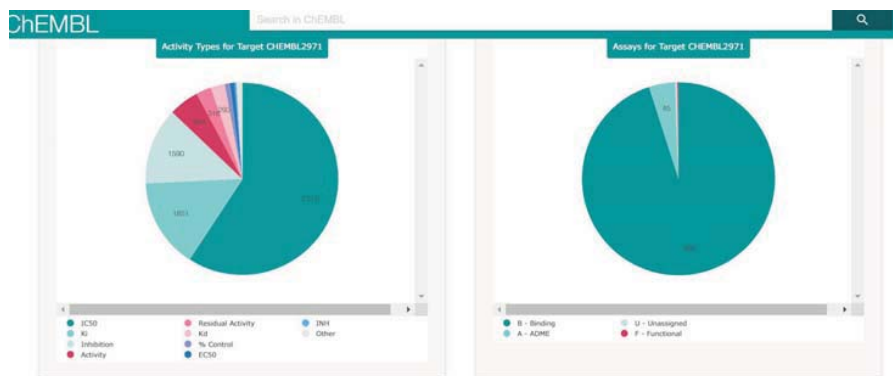 ChEMBL
Search in ChEMBL
Activity Types for Target CHEMBL2971
1590
IC50
Ki
Inhibition
Activity
Residual Activity
Kd
% Control
EC50
INH
Other
Assays for Target CHEMBL2971
B - Binding
A - ADME
U - Unassigned
F - Functional